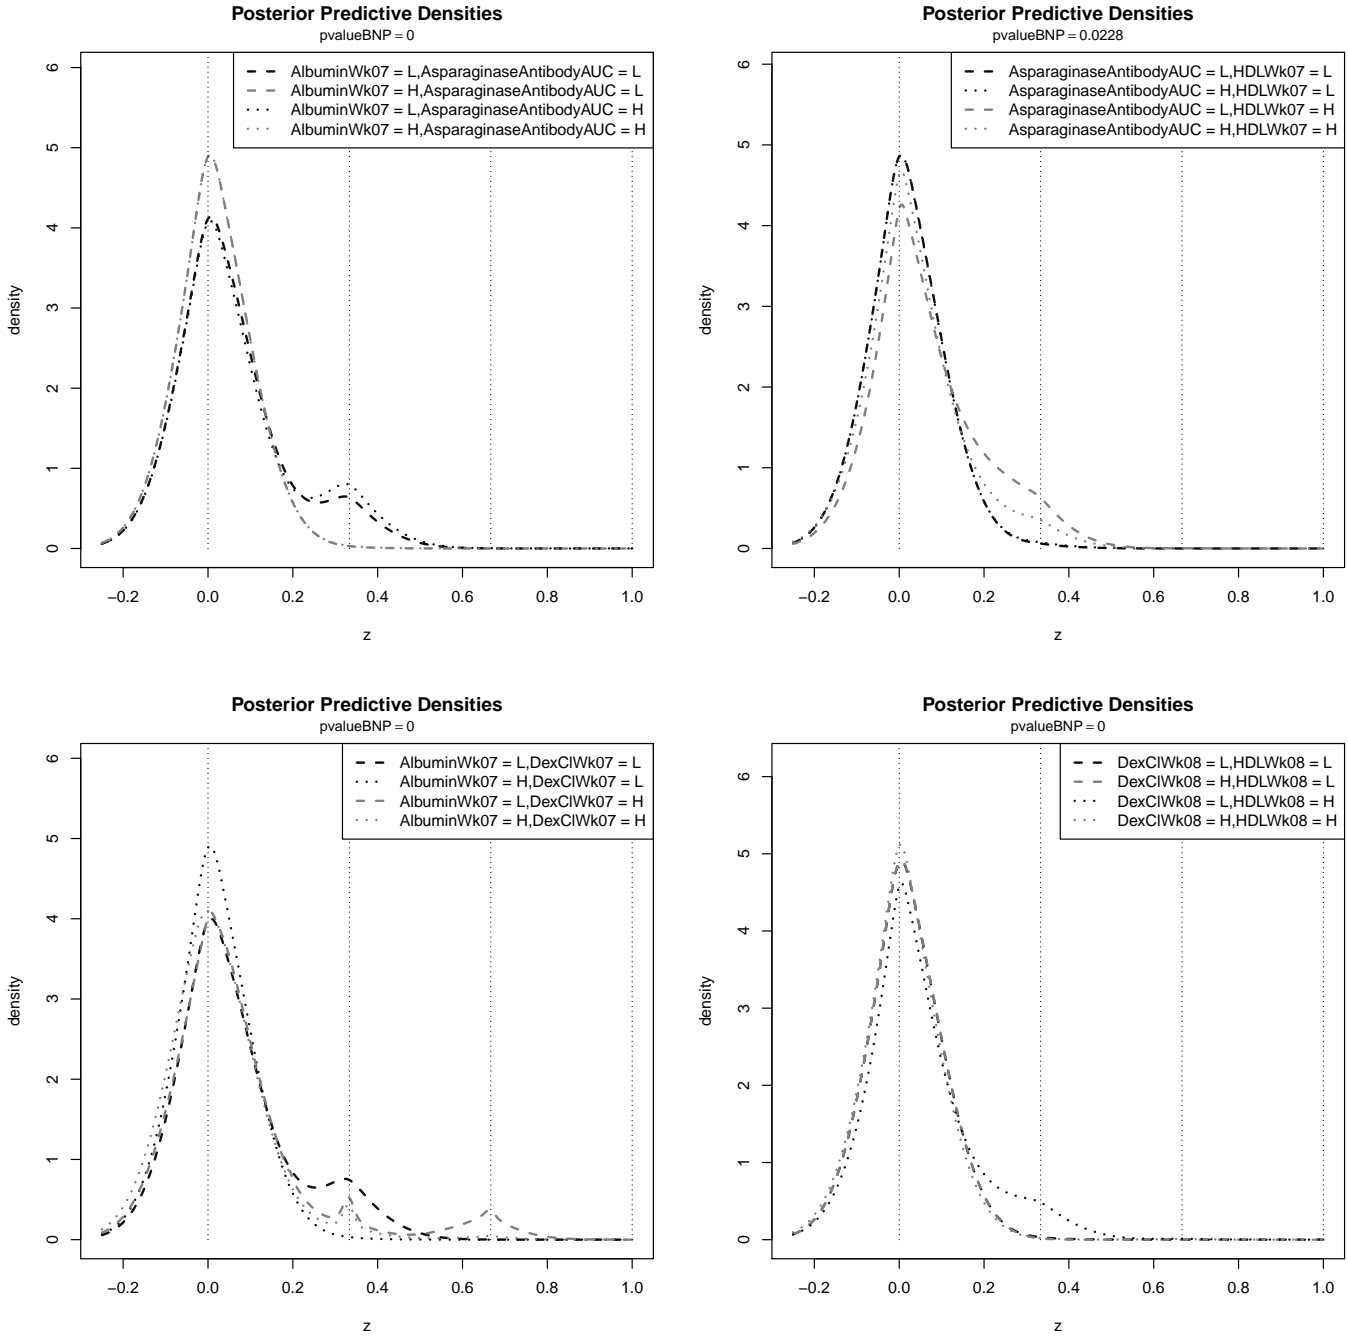 Posterior Predictive Densities
pvalueBNP = 0
AlbuminWk07 = L,AsparaginaseAntibodyAUC = L
AlbuminWk07 = H,AsparaginaseAntibodyAUC = L
AlbuminWk07 = L,AsparaginaseAntibodyAUC = H
AlbuminWk07 = H,AsparaginaseAntibodyAUC = H
6
5
4
3
2
1
0
density
−0.2 0.0 0.2 0.4 0.6 0.8 1.0
z
Posterior Predictive Densities
pvalueBNP = 0.0228
AsparaginaseAntibodyAUC = L,HDLWk07 = L
AsparaginaseAntibodyAUC = H,HDLWk07 = L
AsparaginaseAntibodyAUC = L,HDLWk07 = H
AsparaginaseAntibodyAUC = H,HDLWk07 = H
6
5
4
3
2
1
0
density
−0.2 0.0 0.2 0.4 0.6 0.8 1.0
z
Posterior Predictive Densities
pvalueBNP = 0
AlbuminWk07 = L,DexClWk07 = L
AlbuminWk07 = H,DexClWk07 = L
AlbuminWk07 = L,DexClWk07 = H
AlbuminWk07 = H,DexClWk07 = H
6
5
4
3
2
1
0
density
−0.2 0.0 0.2 0.4 0.6 0.8 1.0
z
Posterior Predictive Densities
pvalueBNP = 0
DexClWk08 = L,HDLWk08 = L
DexClWk08 = H,HDLWk08 = L
DexClWk08 = L,HDLWk08 = H
DexClWk08 = H,HDLWk08 = H
6
5
4
3
2
1
0
density
−0.2 0.0 0.2 0.4 0.6 0.8 1.0
z